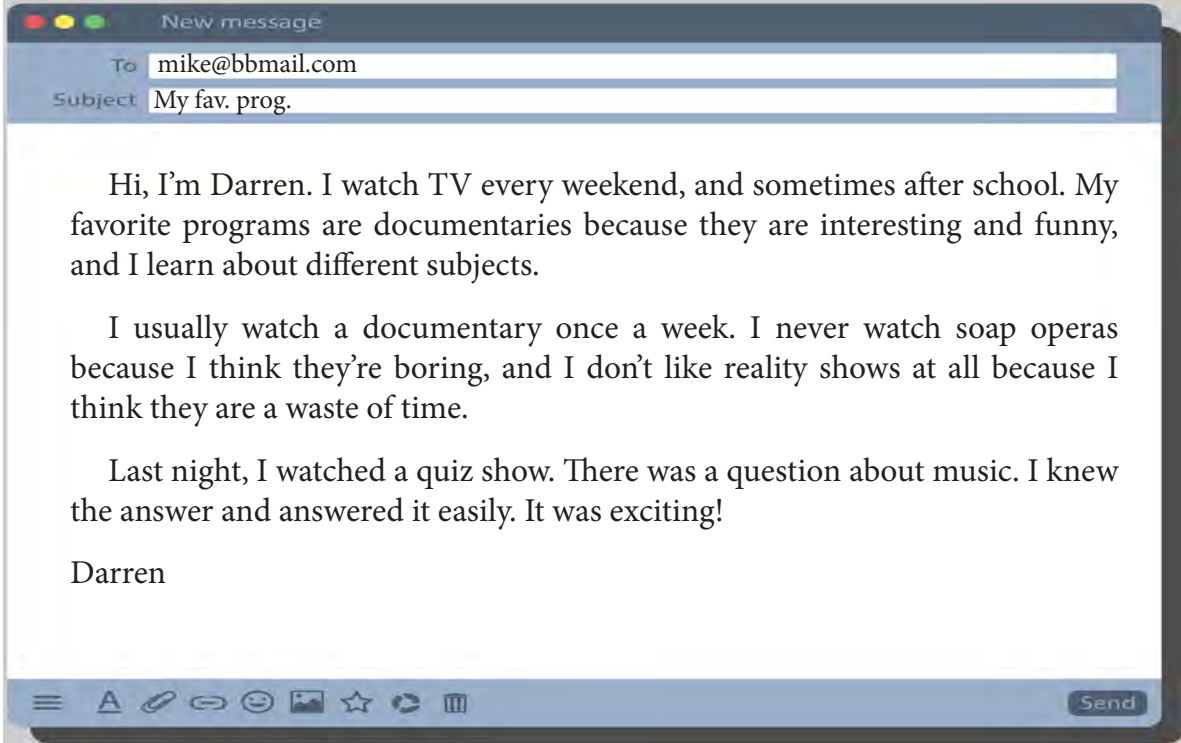 New message
To mike@bbmail.com
Subject My fav. prog.
Hi, I'm Darren. I watch TV every weekend, and sometimes after school. My
favorite programs are documentaries because they are interesting and funny,
and I learn about different subjects.
I usually watch a documentary once a week. I never watch soap operas
because I think they're boring, and I don't like reality shows at all because I
think they are a waste of time.
Last night, I watched a quiz show. There was a question about music. I knew
the answer and answered it easily. It was exciting!
Darren
A
Send